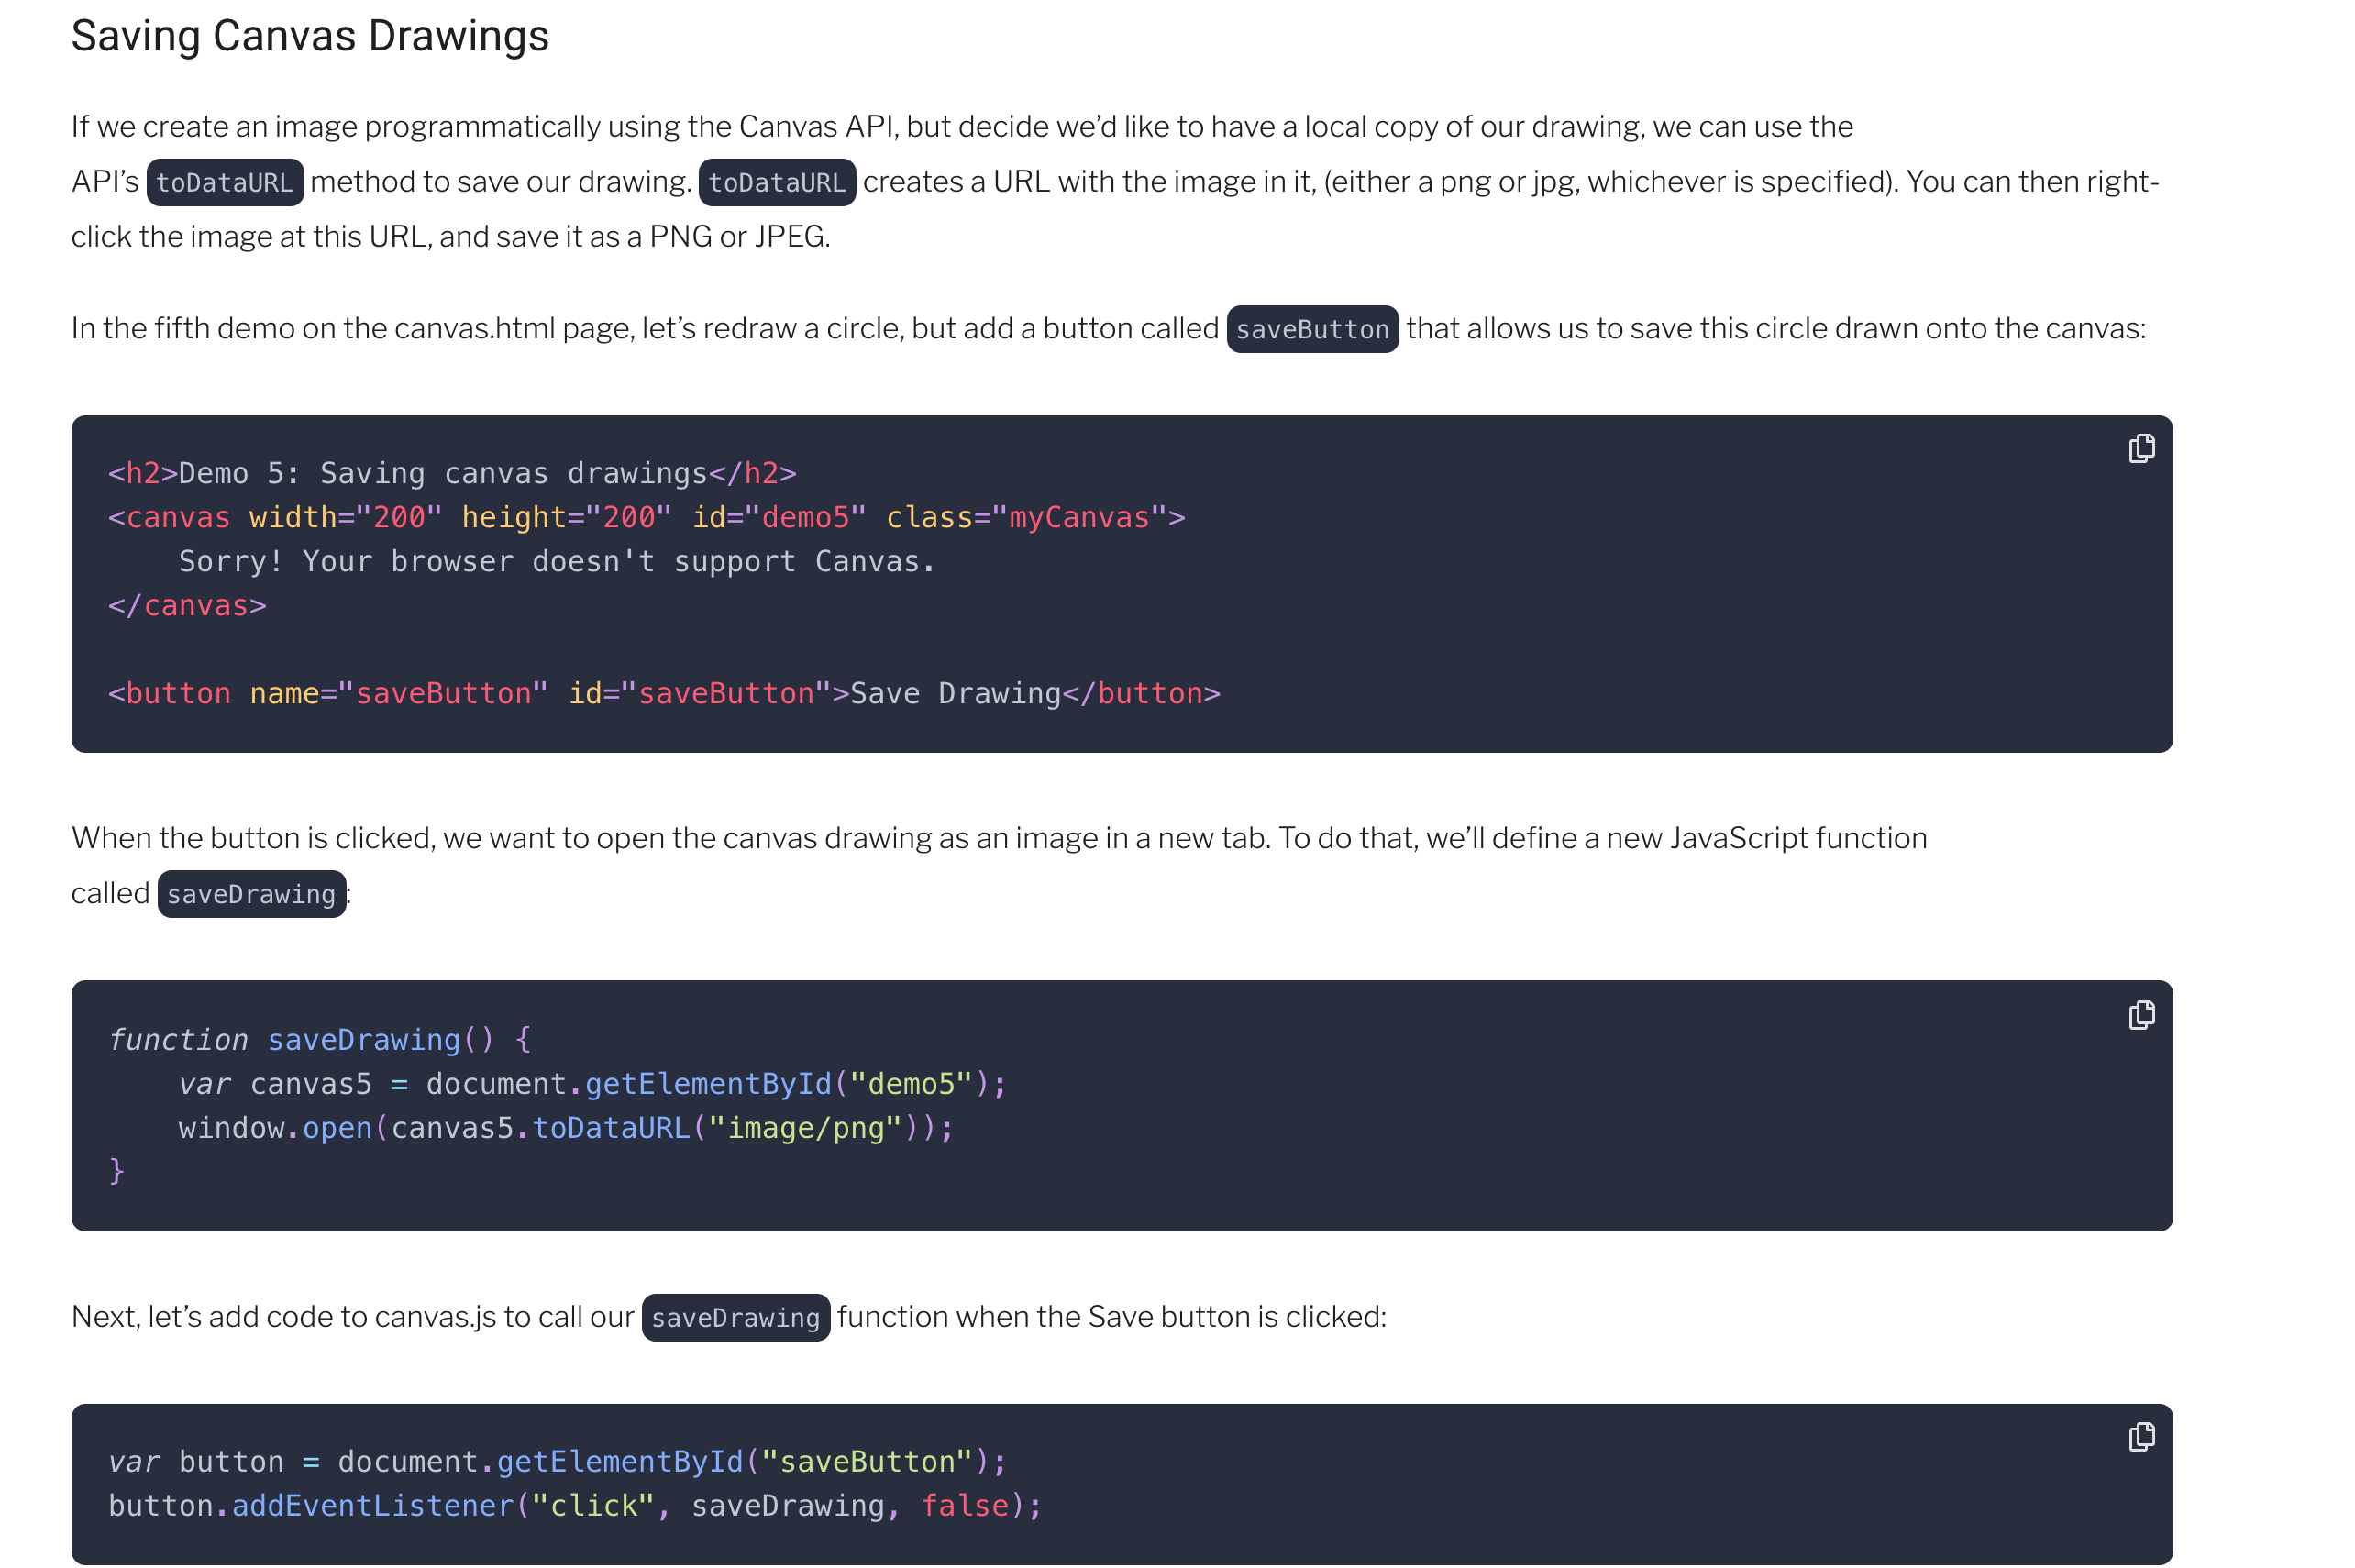 Saving Canvas Drawings
If we create an image programmatically using the Canvas API, but decide we’d like to have a local copy of our drawing, we can use the
API’s toDataURL method to save our drawing. toDataURL creates a URL with the image in it, (either a png or jpg, whichever is specified). You can then right-
click the image at this URL, and save it as a PNG or JPEG.
In the fifth demo on the canvas.html page, let’s redraw a circle, but add a button called saveButton that allows us to save this circle drawn onto the canvas:
<h2>Demo 5: Saving canvas drawings</h2>
<canvas width="200" height="200" id="demo5" class="myCanvas">
    Sorry! Your browser doesn't support Canvas.
</canvas>
<button name="saveButton" id="saveButton">Save Drawing</button>
When the button is clicked, we want to open the canvas drawing as an image in a new tab. To do that, we’ll define a new JavaScript function
called saveDrawing:
function saveDrawing() {
    var canvas5 = document.getElementById("demo5");
    window.open(canvas5.toDataURL("image/png"));
}
Next, let’s add code to canvas.js to call our saveDrawing function when the Save button is clicked:
var button = document.getElementById("saveButton");
button.addEventListener("click", saveDrawing, false);